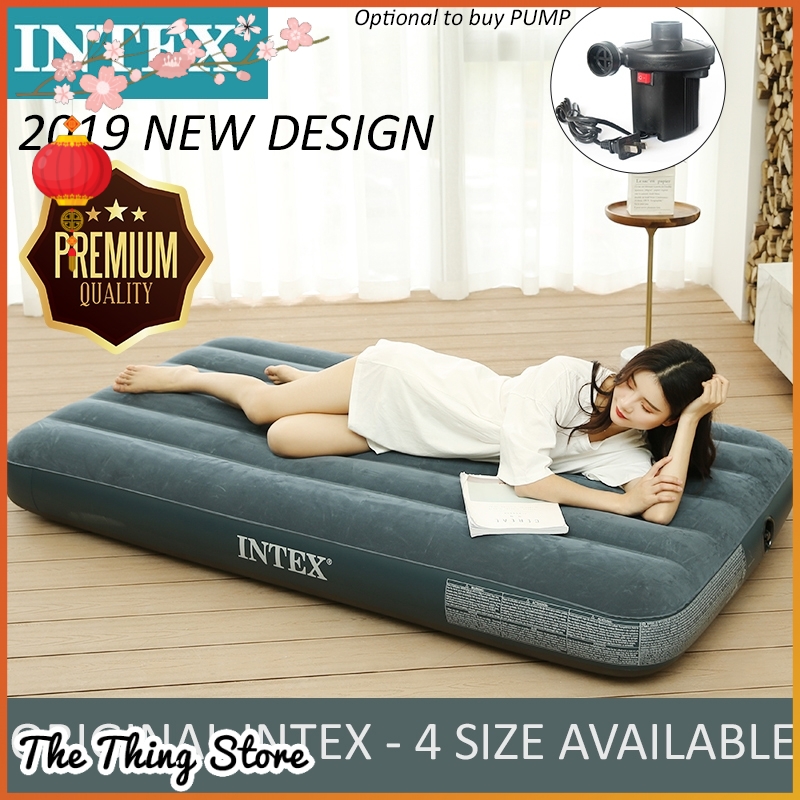 INTEX
Optional to buy PUMP
2019 NEW DESIGN
PREMIUM
QUALITY
INTEX®
ORIGINAL INTEX - 4 SIZE AVAILABLE
The Thing Store